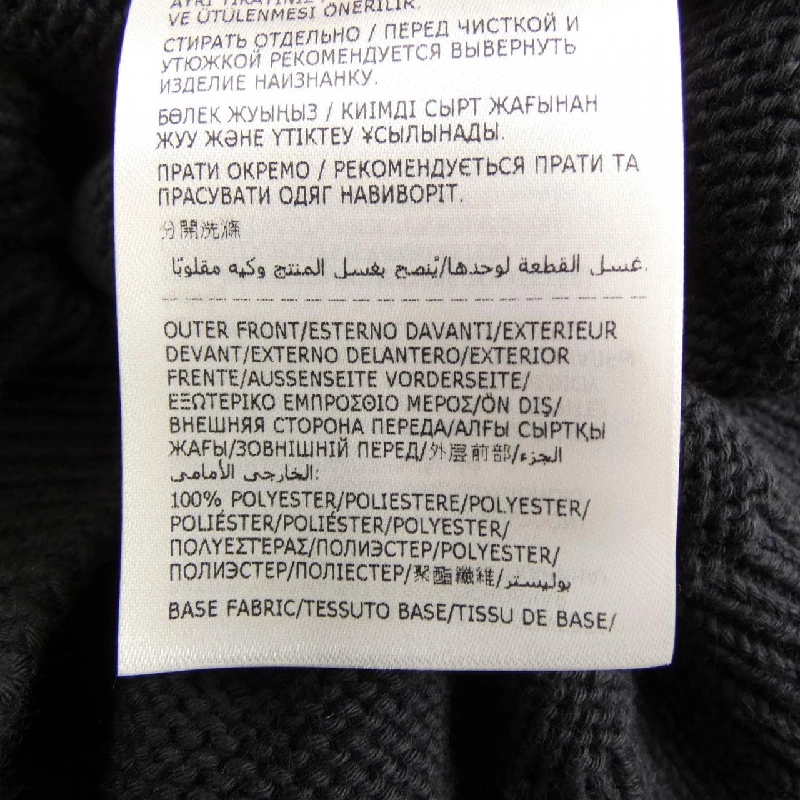 AYRI YIKAYINIZ
VE ÜTÜLENMESİ ÖNERİLİR.
СТИРАТЬ ОТДЕЛЬНО / ПЕРЕД ЧИСТКОЙ И
УТЮЖКОЙ РЕКОМЕНДУЕТСЯ ВЫВЕРНУТЬ
ИЗДЕЛИЕ НАИЗНАНКУ.
БӨЛЕК ЖУЫҢЫЗ / КИІМДІ СЫРТ ЖАҒЫНАН
ЖУУ ЖӘНЕ ҮТІКТЕУ ¥СЫЛЫНАДЫ.
ПРАТИ ОКРЕМО / РЕКОМЕНДУЄТЬСЯ ПРАТИ ТА
ПРАСУВАТИ ОДЯГ НАВИВОРІТ.
分開洗滌
غسل القطعة لوحدها/يُنصح بغسل المنتج وكيه مقلوبًا.
OUTER FRONT/ESTERNO DAVANTI/EXTERIEUR
DEVANT/EXTERNO DELANTERO/EXTERIOR
FRENTE/AUSSENSEITE VORDERSEITE/
ΕΞΩΤΕΡΙΚΟ ΕΜΠΡΟΣΘΙΟ ΜΕΡΟΣ/ÖN DIŞ/
ВНЕШНЯЯ СТОРОНА ПЕРЕДА/АЛҒЫ СЫРТҚЫ
ЖАҒЫ/ЗОВНІШНІЙ ПЕРЕД/外层前部/الجزء
الخارجي الأمامي:
100% POLYESTER/POLIESTERE/POLYESTER/
POLIÉSTER/POLIÉSTER/POLYESTER/
ΠΟΛΥΕΣΤΕΡΑΣ/ПОЛИЭСТЕР/POLYESTER/
ПОЛИЭСТЕР/ПОЛІЕСТЕР/聚酯纖維/بوليستر/
BASE FABRIC/TESSUTO BASE/TISSU DE BASE/